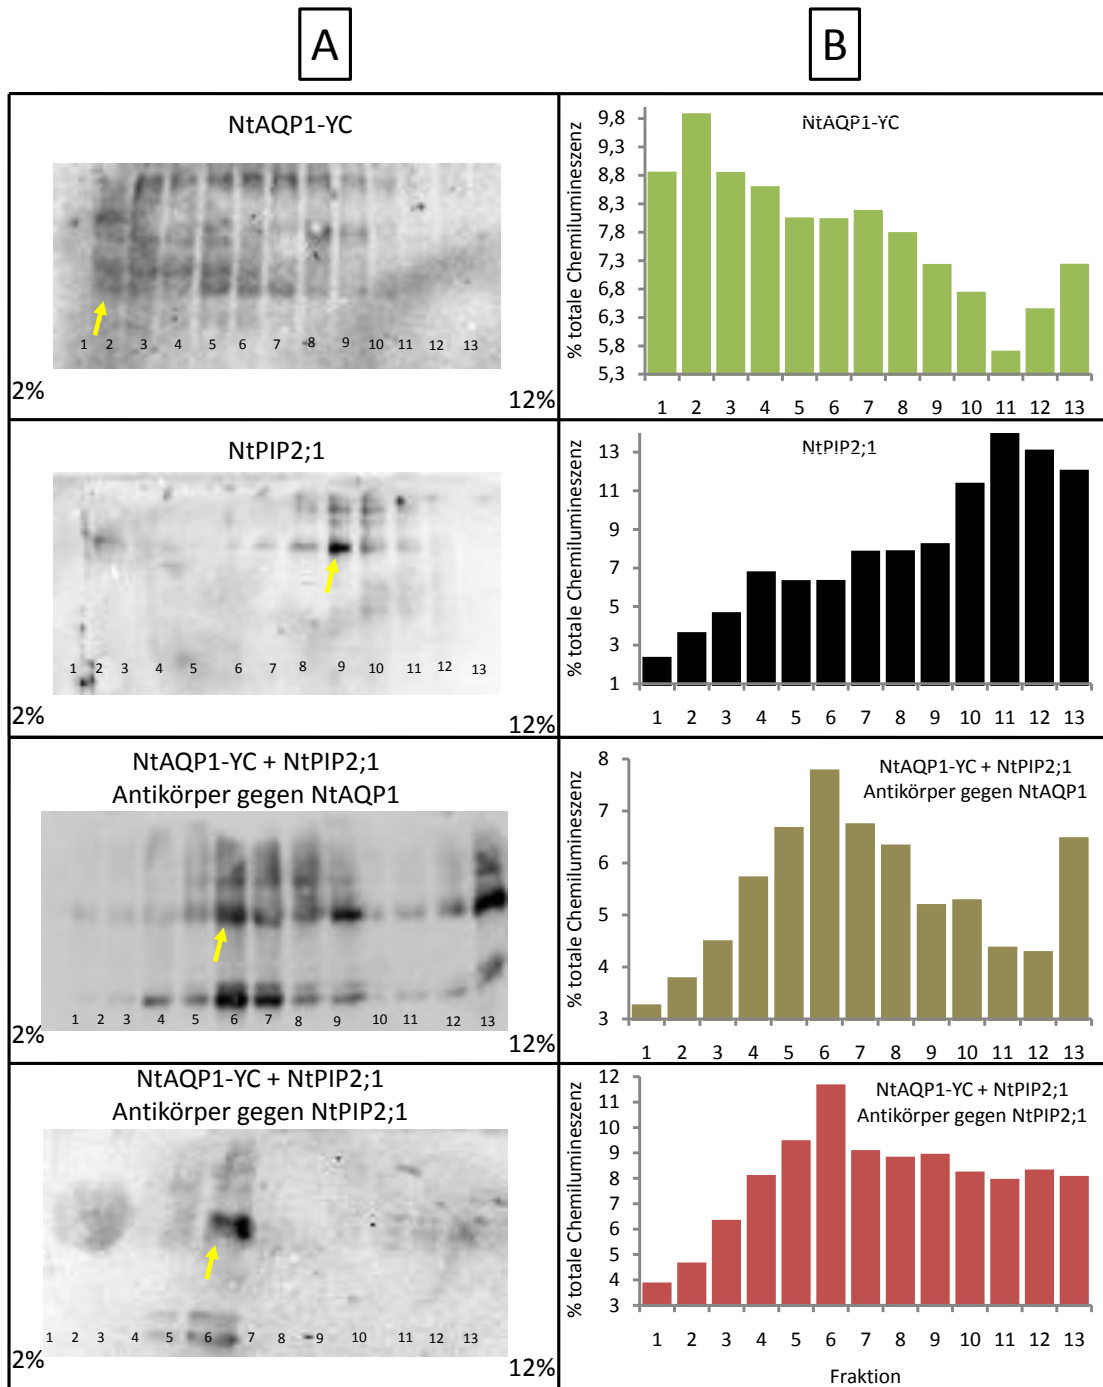 A
B
NtAQP1-YC
1 2 3 4 5 6 7 8 9 10 11 12 13
2%
12%
% totale Chemilumineszenz
NtAQP1-YC
9,8
9,3
8,8
8,3
7,8
7,3
6,8
6,3
5,8
5,3
1 2 3 4 5 6 7 8 9 10 11 12 13
NtPIP2;1
1 2 3 4 5 6 7 8 9 10 11 12 13
2%
12%
% totale Chemilumineszenz
NtPIP2;1
13
11
9
7
5
3
1
1 2 3 4 5 6 7 8 9 10 11 12 13
NtAQP1-YC + NtPIP2;1
Antikörper gegen NtAQP1
1 2 3 4 5 6 7 8 9 10 11 12 13
2%
12%
% totale Chemilumineszenz
NtAQP1-YC + NtPIP2;1
Antikörper gegen NtAQP1
8
7
6
5
4
3
1 2 3 4 5 6 7 8 9 10 11 12 13
NtAQP1-YC + NtPIP2;1
Antikörper gegen NtPIP2;1
1 2 3 4 5 6 7 8 9 10 11 12 13
2%
12%
% totale Chemilumineszenz
NtAQP1-YC + NtPIP2;1
Antikörper gegen NtPIP2;1
12
11
10
9
8
7
6
5
4
3
1 2 3 4 5 6 7 8 9 10 11 12 13
Fraktion